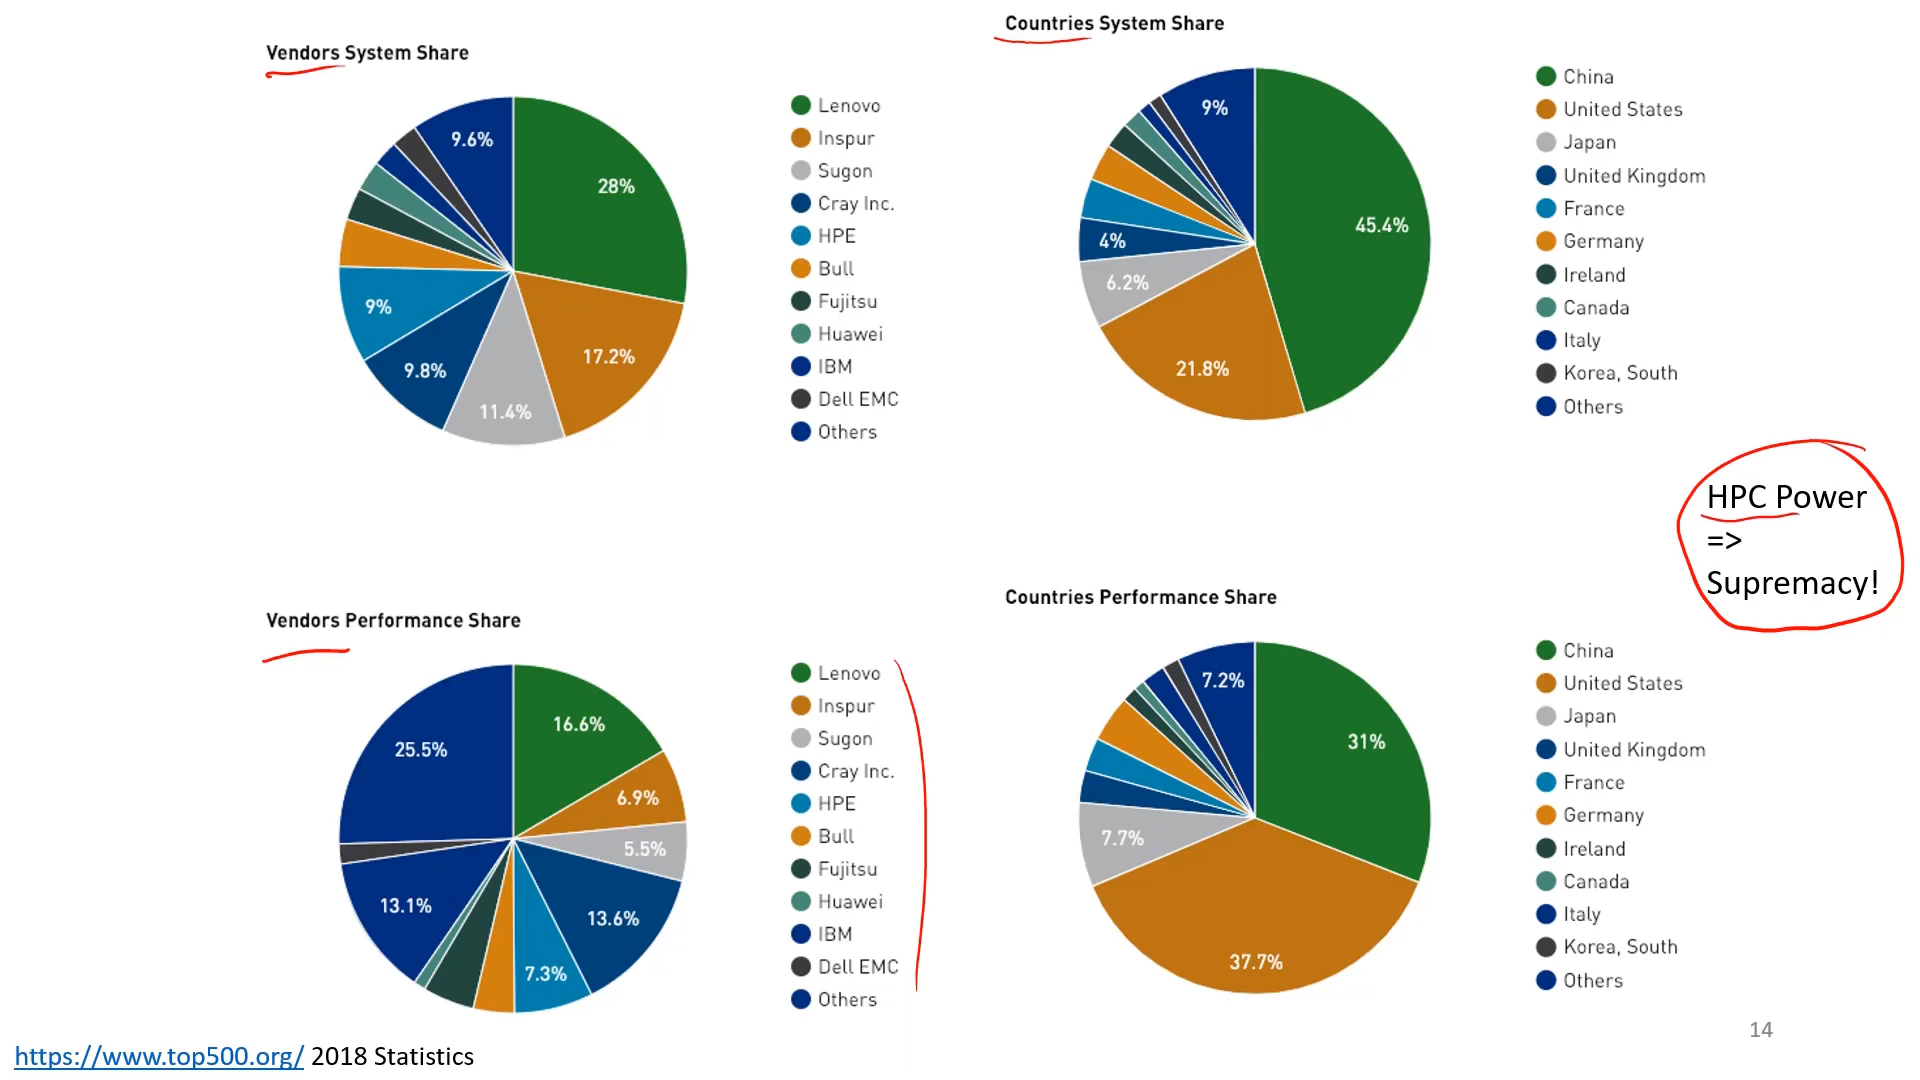 Vendors System Share
9.6%
28%
9%
17.2%
9.8%
11.4%
Lenovo
Inspur
Sugon
Cray Inc.
HPE
Bull
Fujitsu
Huawei
IBM
Dell EMC
Others
Countries System Share
9%
45.4%
4%
6.2%
21.8%
China
United States
Japan
United Kingdom
France
Germany
Ireland
Canada
Italy
Korea, South
Others
HPC Power
=>
Supremacy!
Vendors Performance Share
16.6%
25.5%
6.9%
5.5%
13.1%
13.6%
7.3%
Lenovo
Inspur
Sugon
Cray Inc.
HPE
Bull
Fujitsu
Huawei
IBM
Dell EMC
Others
Countries Performance Share
7.2%
31%
7.7%
37.7%
China
United States
Japan
United Kingdom
France
Germany
Ireland
Canada
Italy
Korea, South
Others
14
https://www.top500.org/ 2018 Statistics